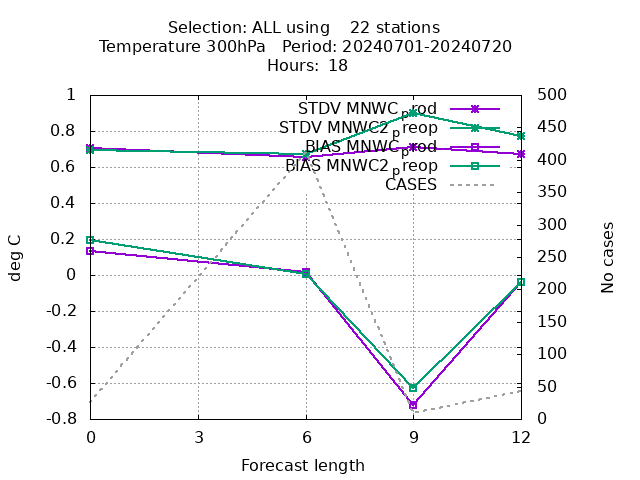 Selection: ALL using    22 stations
Temperature 300hPa   Period: 20240701-20240720
Hours:  18
STDV MNWC_prod
STDV MNWC2_preop
BIAS MNWC_prod
BIAS MNWC2_preop
CASES
1
0.8
0.6
0.4
0.2
0
-0.2
-0.4
-0.6
-0.8
500
450
400
350
300
250
200
150
100
50
0
deg C
No cases
0 3 6 9 12
Forecast length